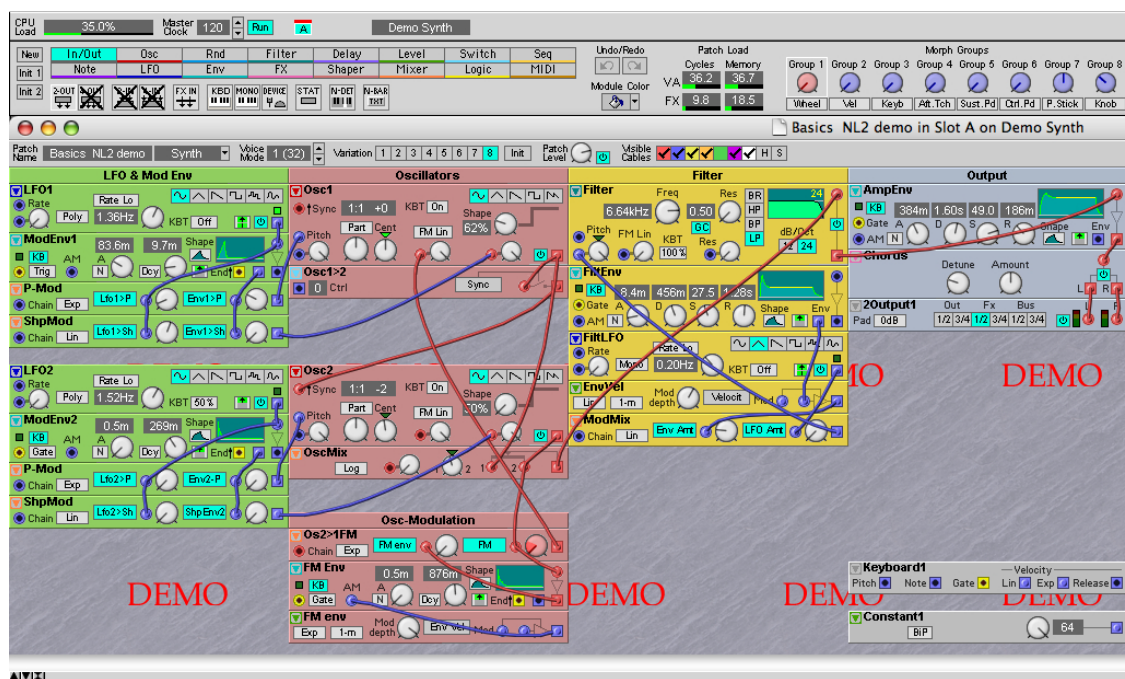 CPU Load 35.0% Master Clock 120 Run A Demo Synth
New In/Out Osc Rnd Filter Delay Level Switch Seq
Init 1 Note LFO Env FX Shaper Mixer Logic MIDI
Init 2 2-OUT FX IN KBD MONO DEVICE STAT N-DET N-BAR TXT
Undo/Redo Patch Load Morph Groups
Cycles Memory Group 1 Group 2 Group 3 Group 4 Group 5 Group 6 Group 7 Group 8
Module Color VA 36.2 36.7
FX 9.8 18.5 Wheel Vel Keyb Aft.Tch Sust.Pd Ctrl.Pd P.Stick Knob
Basics NL2 demo in Slot A on Demo Synth
Patch Name Basics NL2 demo Synth Voice Mode 1 (32) Variation 1 2 3 4 5 6 7 8 Init Patch Level Visible Cables H S
LFO & Mod Env
LFO1
Rate Rate Lo
Poly 1.36Hz KBT Off
ModEnv1 83.6m 9.7m Shape
KB AM A
Trig N Dcy End
P-Mod
Chain Exp Lfo1>P Env1>P
ShpMod
Chain Lin Lfo1>Sh Env1>Sh
LFO2
Rate Rate Lo
Poly 1.52Hz KBT 50%
ModEnv2 0.5m 269m Shape
KB AM A
Gate N Dcy End
P-Mod
Chain Exp Lfo2>P Env2-P
ShpMod
Chain Lin Lfo2>Sh ShpEnv2
Oscillators
Osc1
Sync 1:1 +0 KBT On Shape
Pitch Part Cent FM Lin 62%
Osc1>2
0 Ctrl Sync
Osc2
Sync 1:1 -2 KBT On Shape
Pitch Part Cent FM Lin 50%
OscMix
Log 1 2 1 2
Osc-Modulation
Os2>1FM
Chain Exp FM env FM
FM Env 0.5m 876m Shape
KB AM A
Gate N Dcy End
FM env
Exp 1-m Mod depth Env Vel Mod
Filter
Filter Freq Res BR 24
6.64kHz 0.50 HP
GC BP dB/Oct
Pitch FM Lin KBT 100% Res LP 12 24
FiltEnv
KB 8.4m 456m 27.5 1.28s
Gate A D S R Shape Env
AM N
FiltLFO
Rate Rate Lo
Mono 0.20Hz KBT Off
EnvVel
Lin 1-m Mod depth Velocit Mod
ModMix
Chain Lin Env Amt LFO Amt
Output
AmpEnv
KB 384m 1.60s 49.0 186m
Gate A D S R Shape Env
AM N
Chorus
Detune Amount
L R
2Output1 Out Fx Bus L R
Pad 0dB 1/2 3/4 1/2 3/4 1/2 3/4
DEMO
DEMO
DEMO
DEMO
DEMO
Keyboard1 Velocity
Pitch Note Gate Lin Exp Release
Constant1
BiP 64